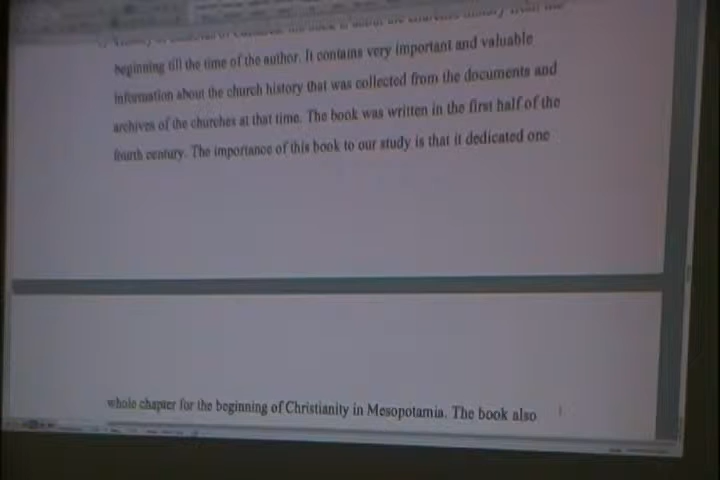 beginning till the time of the author. It contains very important and valuable
information about the church history that was collected from the documents and
archives of the churches at that time. The book was written in the first half of the
fourth century. The importance of this book to our study is that it dedicated one
whole chapter for the beginning of Christianity in Mesopotamia. The book also